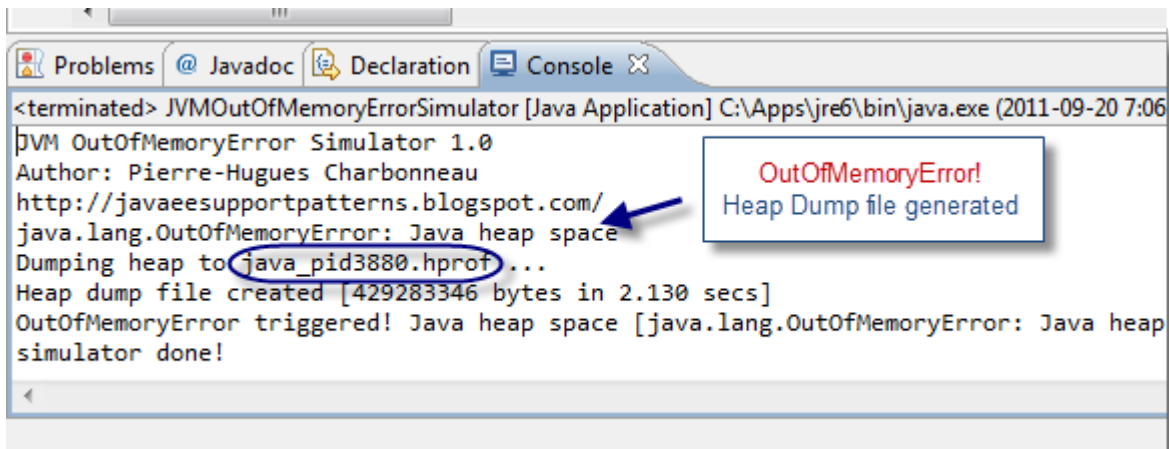 Problems @ Javadoc Declaration Console
<terminated> JVMOutOfMemoryErrorSimulator [Java Application] C:\Apps\jre6\bin\java.exe (2011-09-20 7:06
JVM OutOfMemoryError Simulator 1.0
Author: Pierre-Hugues Charbonneau
http://javaeesupportpatterns.blogspot.com/
java.lang.OutOfMemoryError: Java heap space
Dumping heap to java_pid3880.hprof ...
Heap dump file created [429283346 bytes in 2.130 secs]
OutOfMemoryError triggered! Java heap space [java.lang.OutOfMemoryError: Java heap
simulator done!
OutOfMemoryError!
Heap Dump file generated